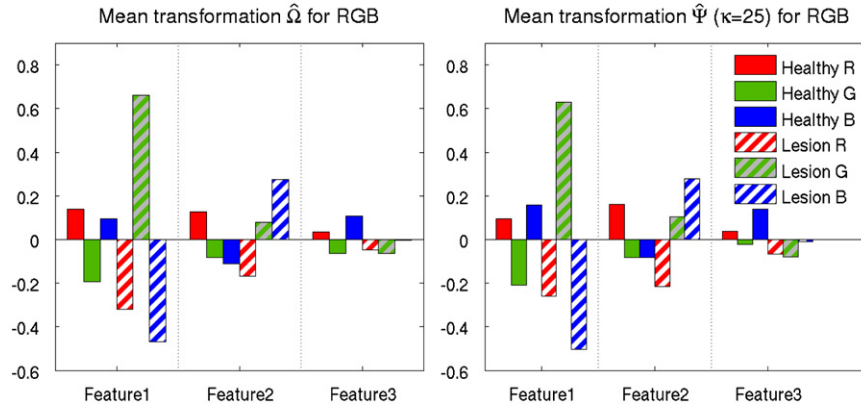 Mean transformation Ω̂ for RGB
0.8
0.6
0.4
0.2
0
-0.2
-0.4
-0.6
Feature1 Feature2 Feature3
Mean transformation Ψ̂ (κ=25) for RGB
0.8
0.6
0.4
0.2
0
-0.2
-0.4
-0.6
Feature1 Feature2 Feature3
Healthy R
Healthy G
Healthy B
Lesion R
Lesion G
Lesion B